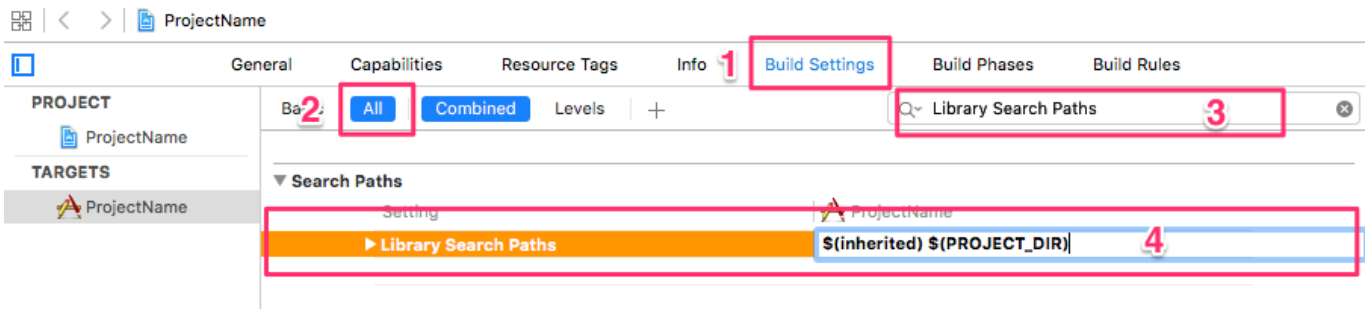 ProjectName
General Capabilities Resource Tags Info 1 Build Settings Build Phases Build Rules
PROJECT
2 All Combined Levels + Library Search Paths 3
ProjectName
TARGETS
Search Paths
ProjectName
Setting ProjectName
Library Search Paths $(inherited) $(PROJECT_DIR) 4